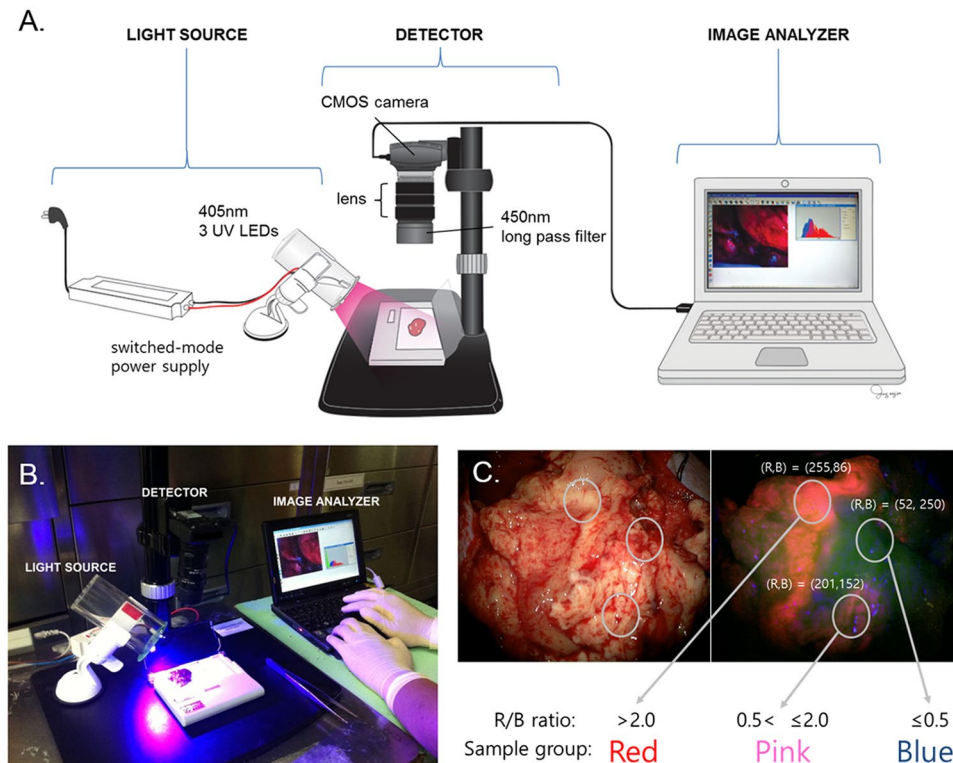 A.
LIGHT SOURCE
DETECTOR
IMAGE ANALYZER
CMOS camera
lens
405nm
3 UV LEDs
450nm
long pass filter
switched-mode
power supply
B.
DETECTOR
IMAGE ANALYZER
LIGHT SOURCE
C.
(R,B) = (255,86)
(R,B) = (52, 250)
(R,B) = (201,152)
R/B ratio: >2.0 0.5< ≤2.0 ≤0.5
Sample group: Red Pink Blue